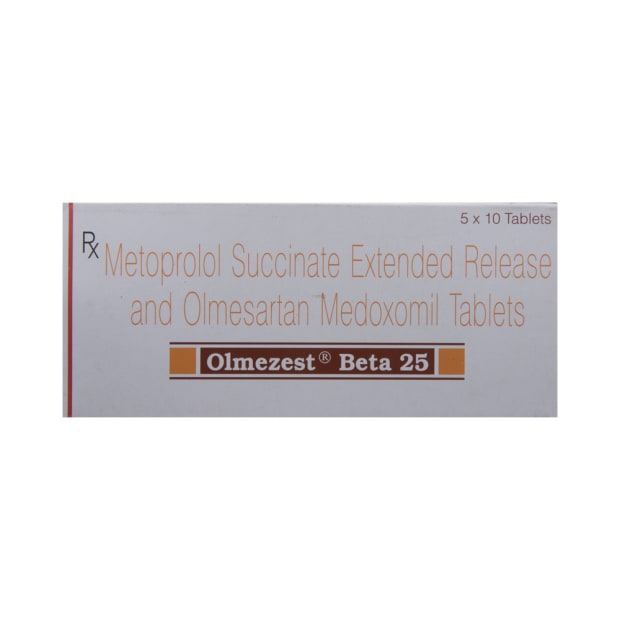 5 x 10 Tablets
Rx Metoprolol Succinate Extended Release
and Olmesartan Medoxomil Tablets
Olmezest® Beta 25